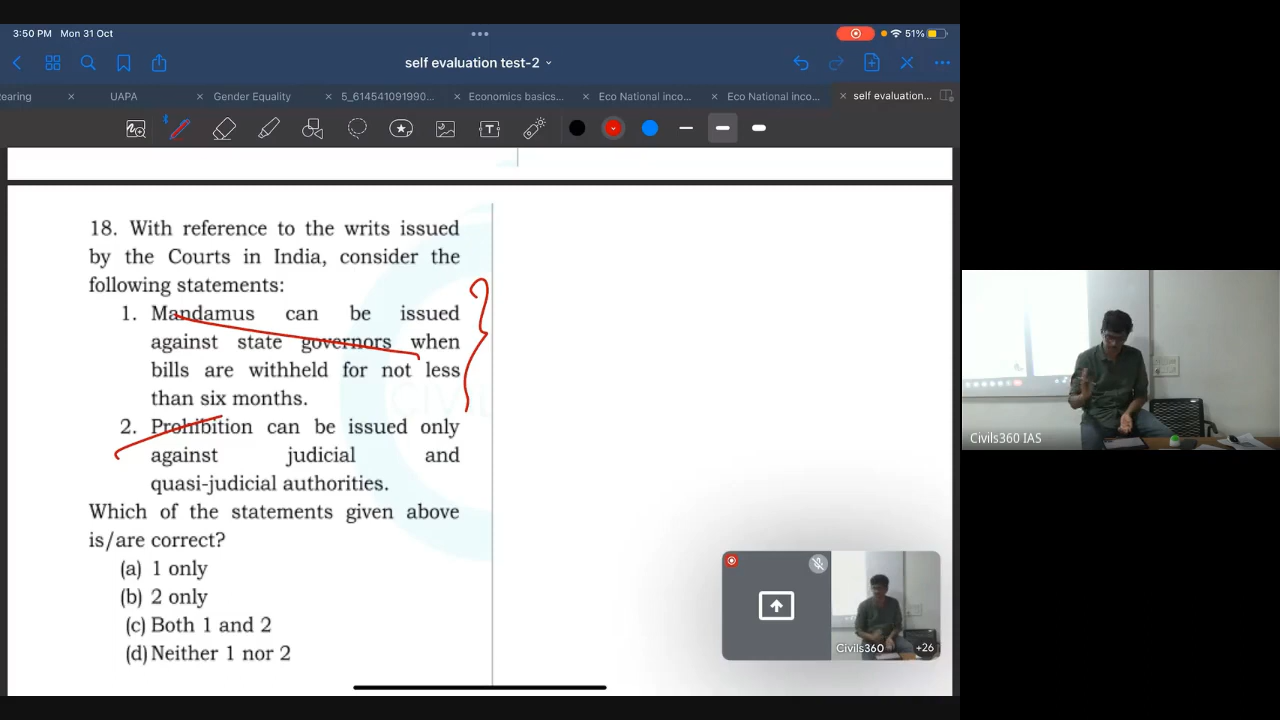 3:50 PM Mon 31 Oct
51%
self evaluation test-2
earing
UAPA
Gender Equality
5_614541091990...
Economics basics...
Eco National inco...
Eco National inco...
self evaluation...
18. With reference to the writs issued
by the Courts in India, consider the
following statements:
1. Mandamus can be issued
against state governors when
bills are withheld for not less
than six months.
2. Prohibition can be issued only
against judicial and
quasi-judicial authorities.
Which of the statements given above
is/are correct?
(a) 1 only
(b) 2 only
(c) Both 1 and 2
(d) Neither 1 nor 2
Civils360 IAS
Civils360
+26